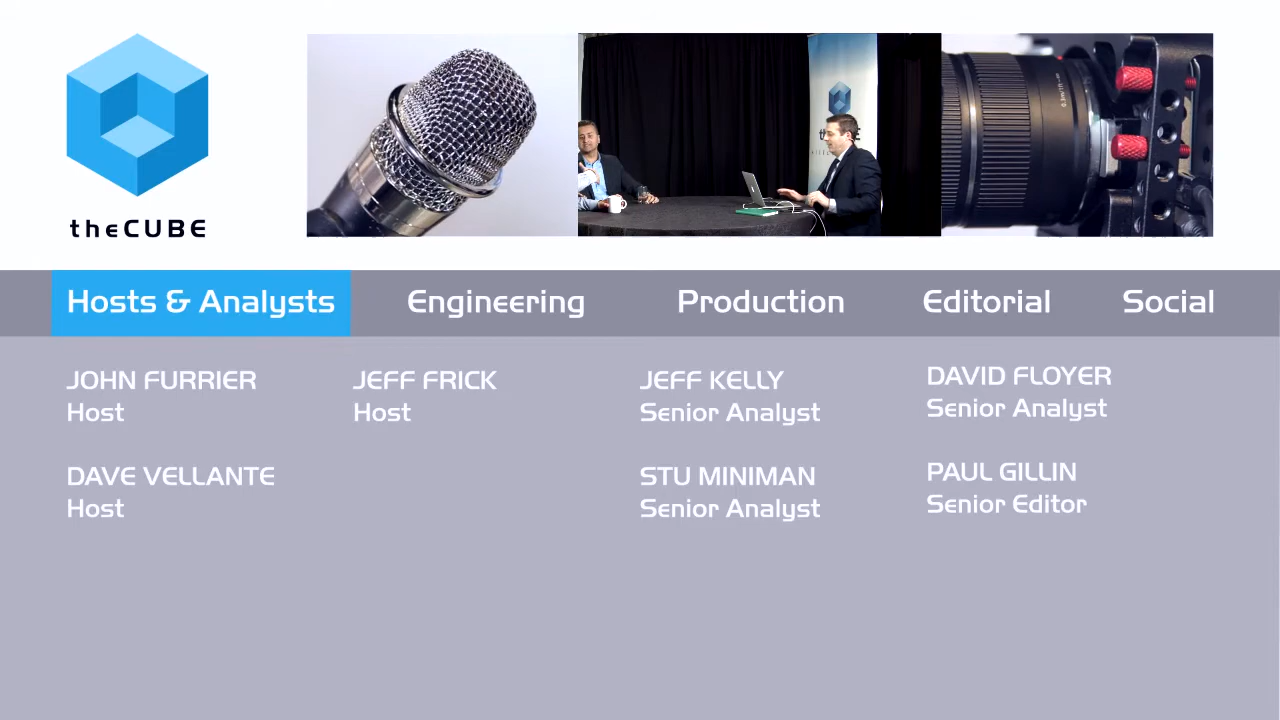 theCUBE
Hosts & Analysts
Engineering
Production
Editorial
Social
JOHN FURRIER
Host
DAVE VELLANTE
Host
JEFF FRICK
Host
JEFF KELLY
Senior Analyst
STU MINIMAN
Senior Analyst
DAVID FLOYER
Senior Analyst
PAUL GILLIN
Senior Editor